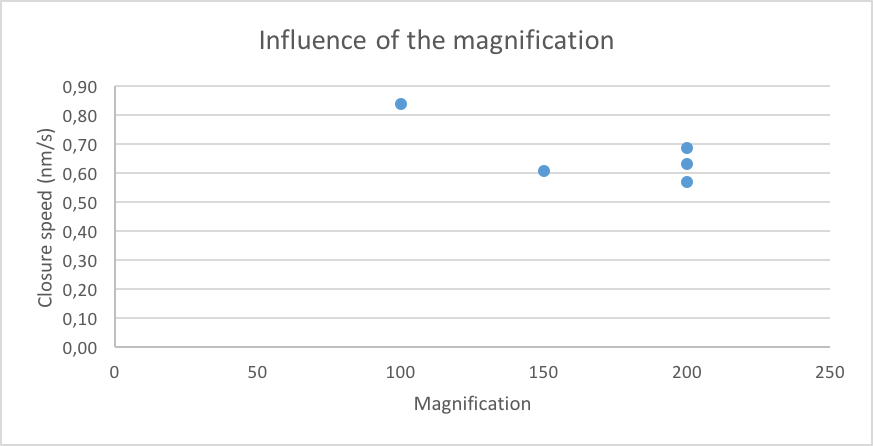 Influence of the magnification
0,90
0,80
0,70
0,60
0,50
0,40
0,30
0,20
0,10
0,00
Closure speed (nm/s)
0 50 100 150 200 250
Magnification